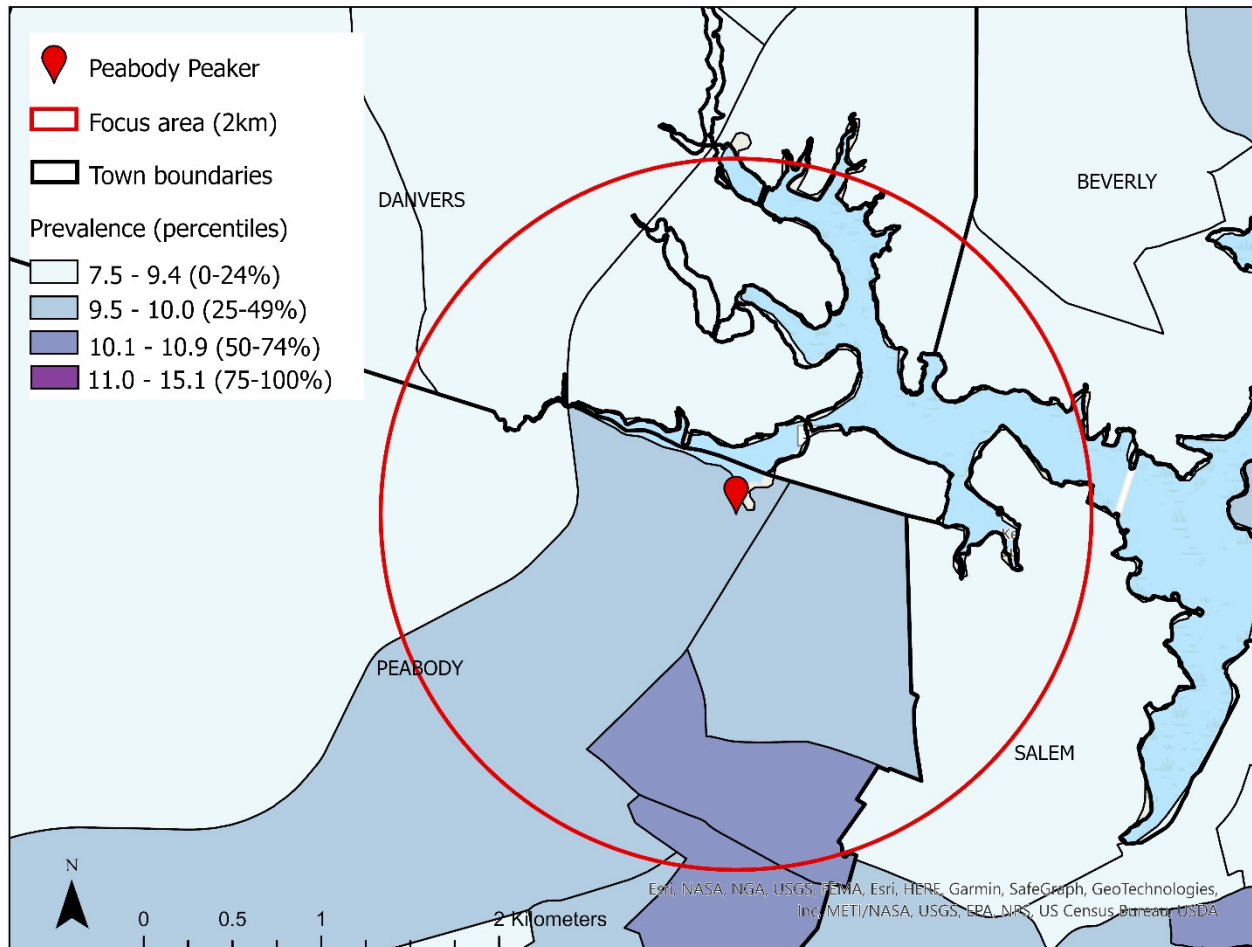 Peabody Peaker
Focus area (2km)
Town boundaries
Prevalence (percentiles)
7.5 - 9.4 (0-24%)
9.5 - 10.0 (25-49%)
10.1 - 10.9 (50-74%)
11.0 - 15.1 (75-100%)
DANVERS
BEVERLY
PEABODY
SALEM
N
0 0.5 1 2 Kilometers
Esri, NASA, NGA, USGS, FEMA, Esri, HERE, Garmin, SafeGraph, GeoTechnologies,
Inc, METI/NASA, USGS, EPA, NPS, US Census Bureau, USDA